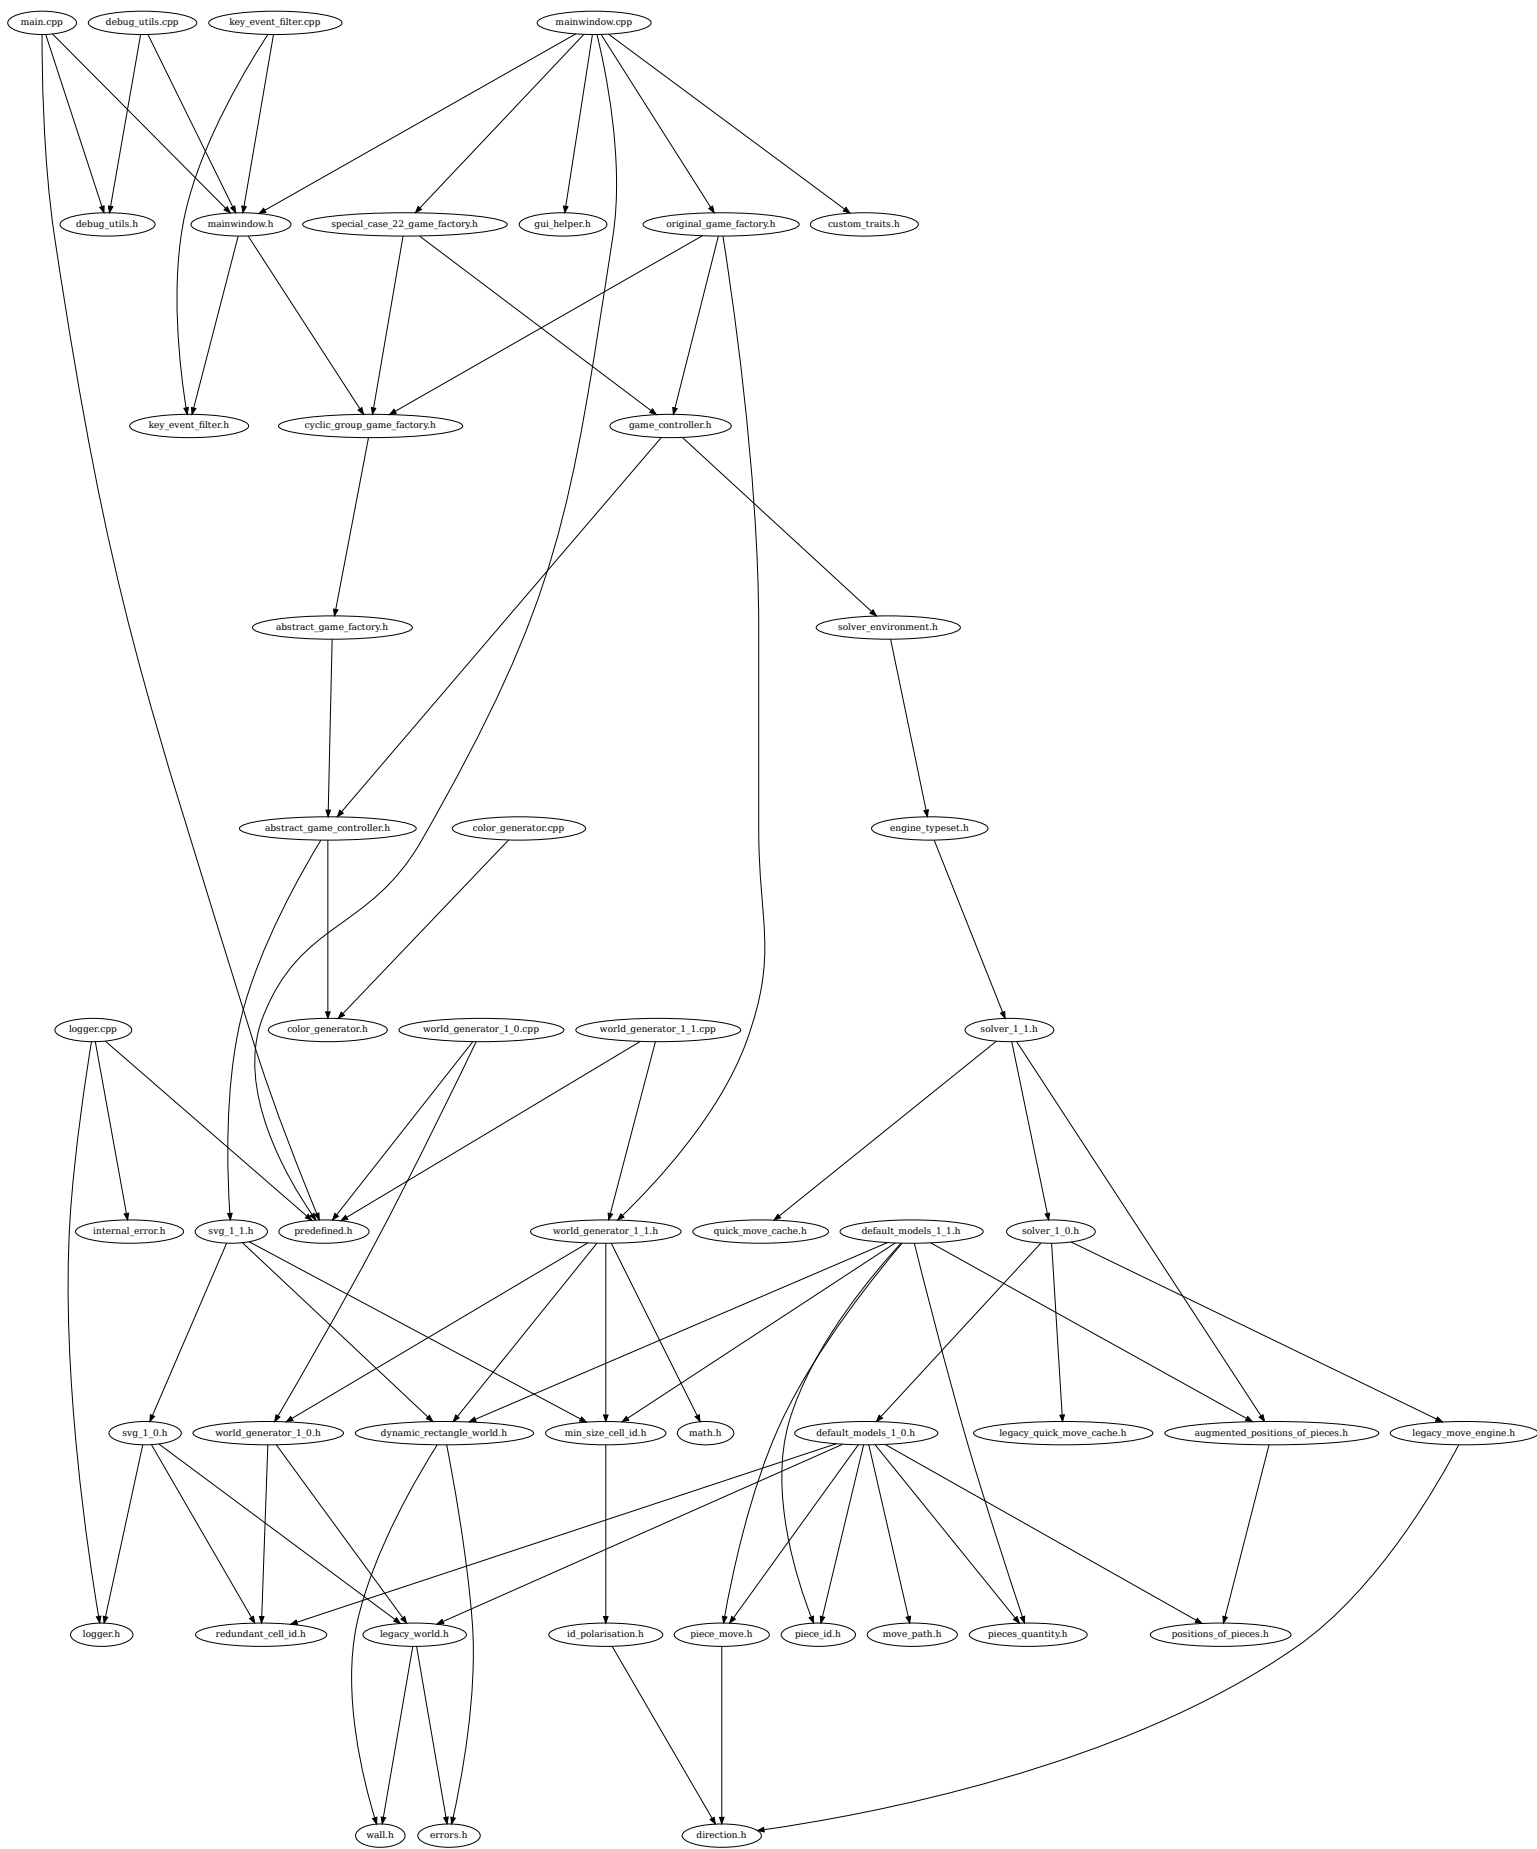 main.cpp
debug_utils.cpp
key_event_filter.cpp
mainwindow.cpp
debug_utils.h
mainwindow.h
special_case_22_game_factory.h
gui_helper.h
original_game_factory.h
custom_traits.h
key_event_filter.h
cyclic_group_game_factory.h
game_controller.h
abstract_game_factory.h
solver_environment.h
abstract_game_controller.h
color_generator.cpp
engine_typeset.h
logger.cpp
color_generator.h
world_generator_1_0.cpp
world_generator_1_1.cpp
solver_1_1.h
internal_error.h
svg_1_1.h
predefined.h
world_generator_1_1.h
quick_move_cache.h
default_models_1_1.h
solver_1_0.h
svg_1_0.h
world_generator_1_0.h
dynamic_rectangle_world.h
min_size_cell_id.h
math.h
default_models_1_0.h
legacy_quick_move_cache.h
augmented_positions_of_pieces.h
legacy_move_engine.h
logger.h
redundant_cell_id.h
legacy_world.h
id_polarisation.h
piece_move.h
piece_id.h
move_path.h
pieces_quantity.h
positions_of_pieces.h
wall.h
errors.h
direction.h